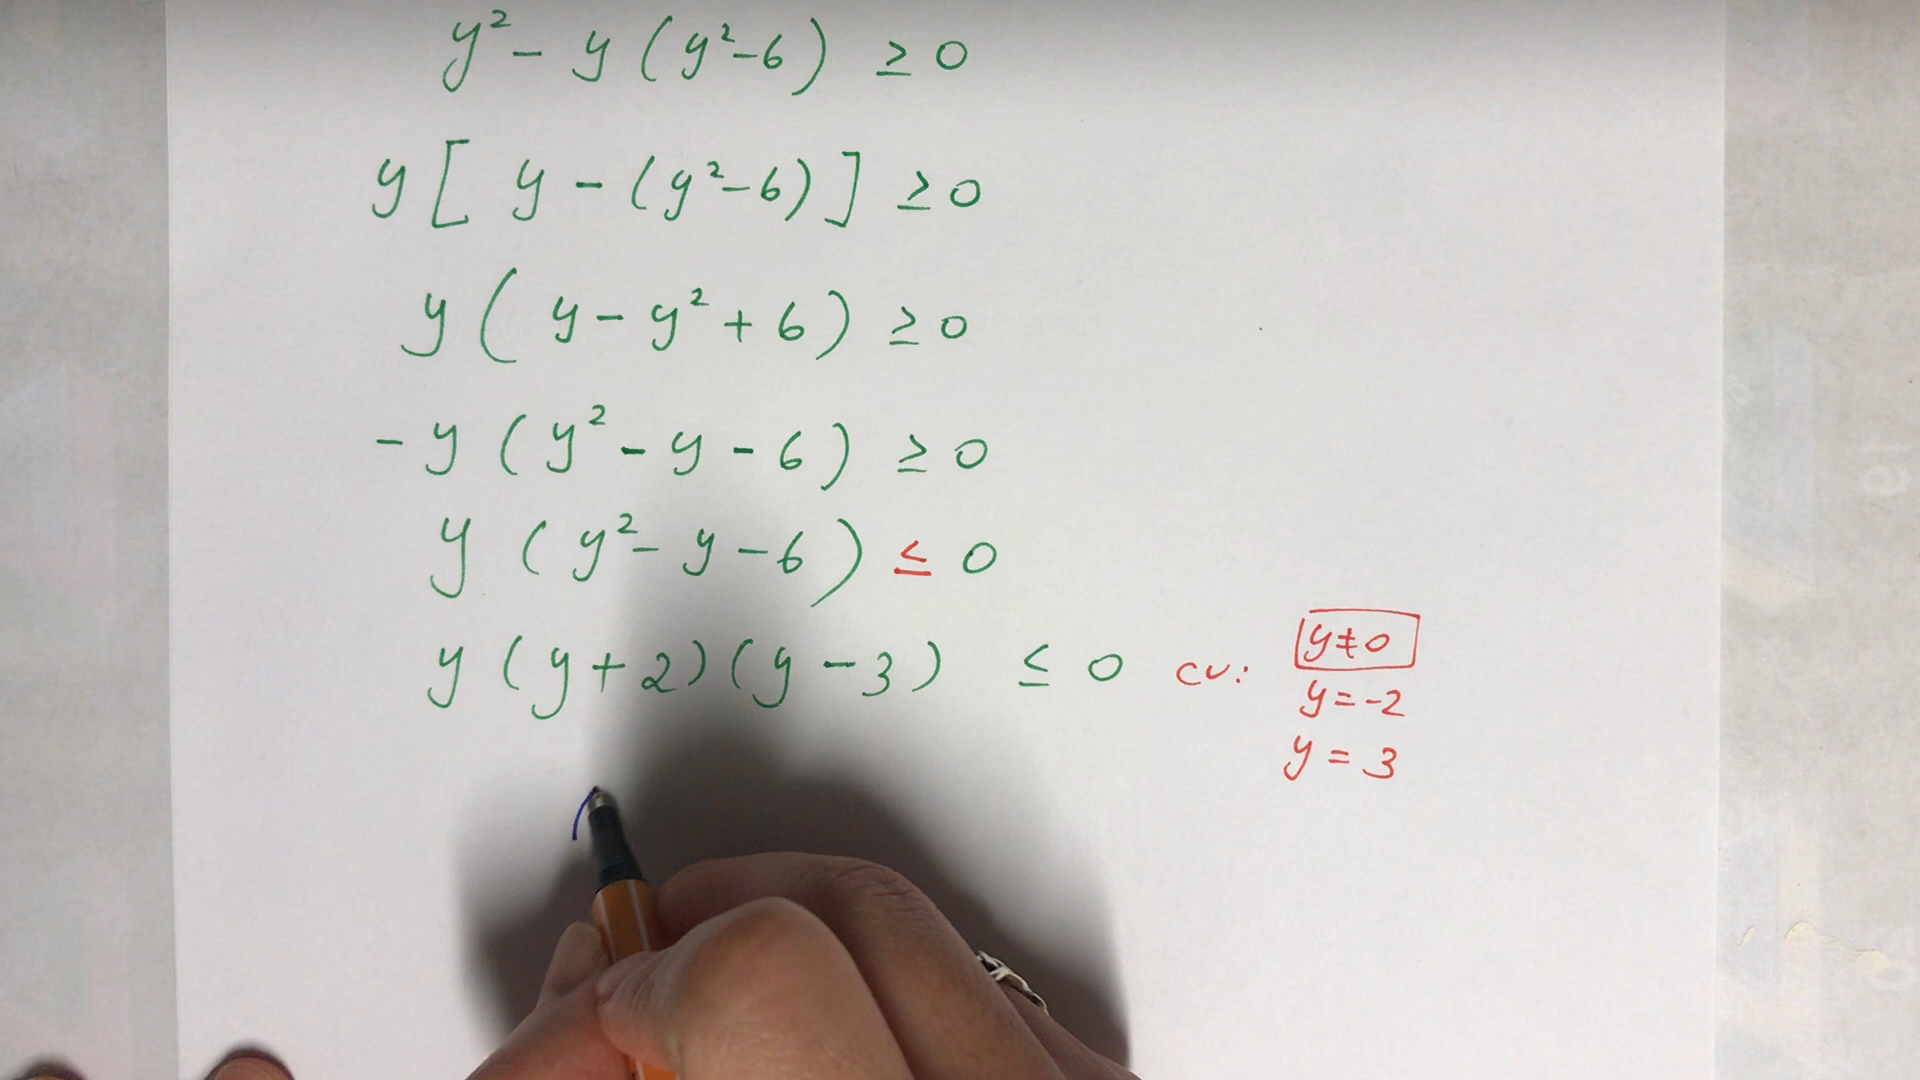 y² - y (y²-6) ≥ 0
y [ y - (y²-6) ] ≥ 0
y ( y - y² + 6 ) ≥ 0
- y ( y² - y - 6 ) ≥ 0
y ( y² - y - 6 ) ≤ 0
y (y+2)(y-3) ≤ 0 cv: y≠0
y = -2
y = 3